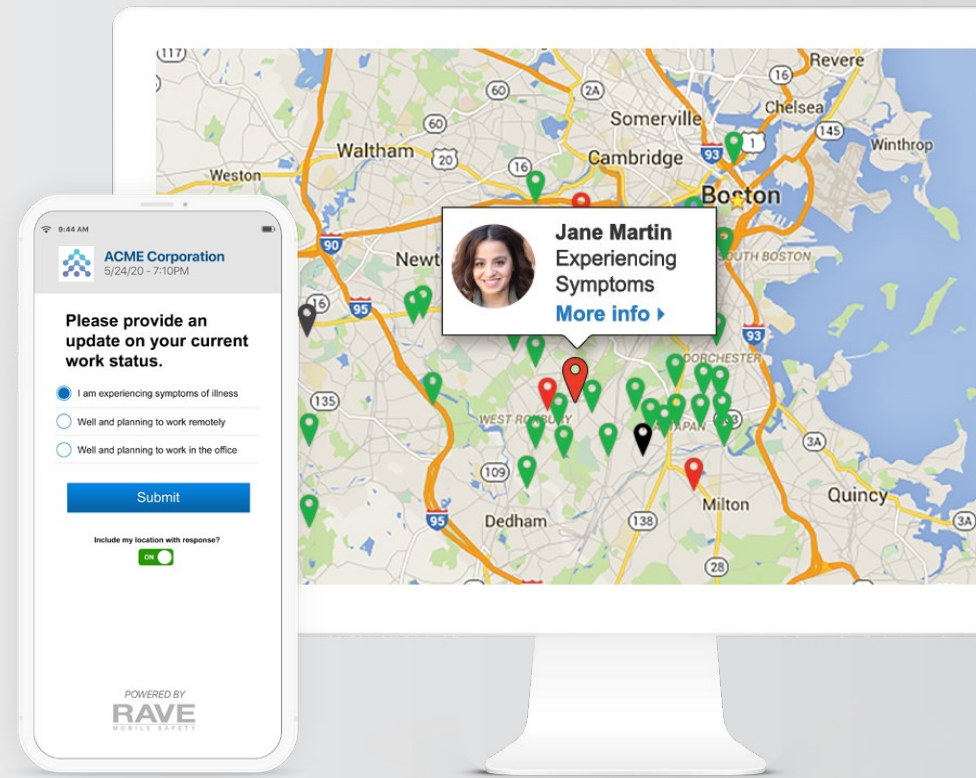 9:44 AM
ACME Corporation
5/24/20 - 7:10PM
Please provide an
update on your current
work status.
I am experiencing symptoms of illness
Well and planning to work remotely
Well and planning to work in the office
Submit
Include my location with response?
ON
POWERED BY
RAVE
MOBILE SAFETY
117
Revere
16
60
2A
Chelsea
Somerville
60
145
Waltham
20
Cambridge
93
1
Winthrop
16
Weston
Boston
Jane Martin
Experiencing
Symptoms
More info
90
Newt
SOUTH BOSTON
95
16
93
DORCHESTER
135
WEST ROXBURY
3A
109
Milton
Quincy
95
Dedham
138
3A
28